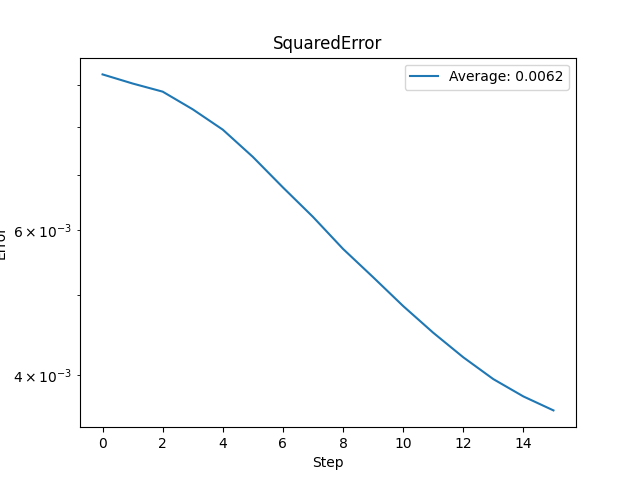 SquaredError
Average: 0.0062
Error
6 × 10⁻³
4 × 10⁻³
0 2 4 6 8 10 12 14
Step